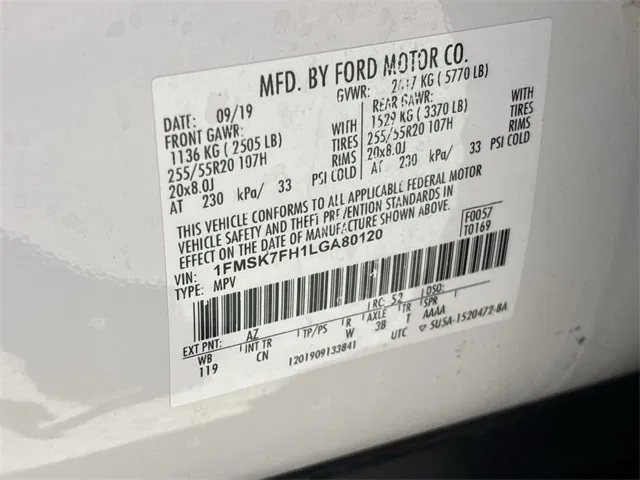 MFD. BY FORD MOTOR CO.
DATE: 09/19 GVWR: KG ( 5770 LB)
FRONT GAWR: REAR GAWR:
1136 KG ( 2505 LB) WITH 1529 KG ( 3370 LB) WITH
255/55R20 107H TIRES 255/55R20 107H TIRES
20x8.0J RIMS 20x8.0J RIMS
AT 230 kPa/ 33 PSI COLD AT 230 kPa/ 33 PSI COLD
THIS VEHICLE CONFORMS TO ALL APPLICABLE FEDERAL MOTOR
VEHICLE SAFETY AND THEFT PREVENTION STANDARDS IN
EFFECT ON THE DATE OF MANUFACTURE SHOWN ABOVE.
VIN: 1FMSK7FH1LGA80120 F0057
TYPE: MPV T0169
EXT PNT: AZ RC: 52 DSO:
WB INT TR TP/PS R AXLE TR SPR
119 CN W 3B T AAAA
1201909133841 UTC ▽ 5U5A-1520472-BA